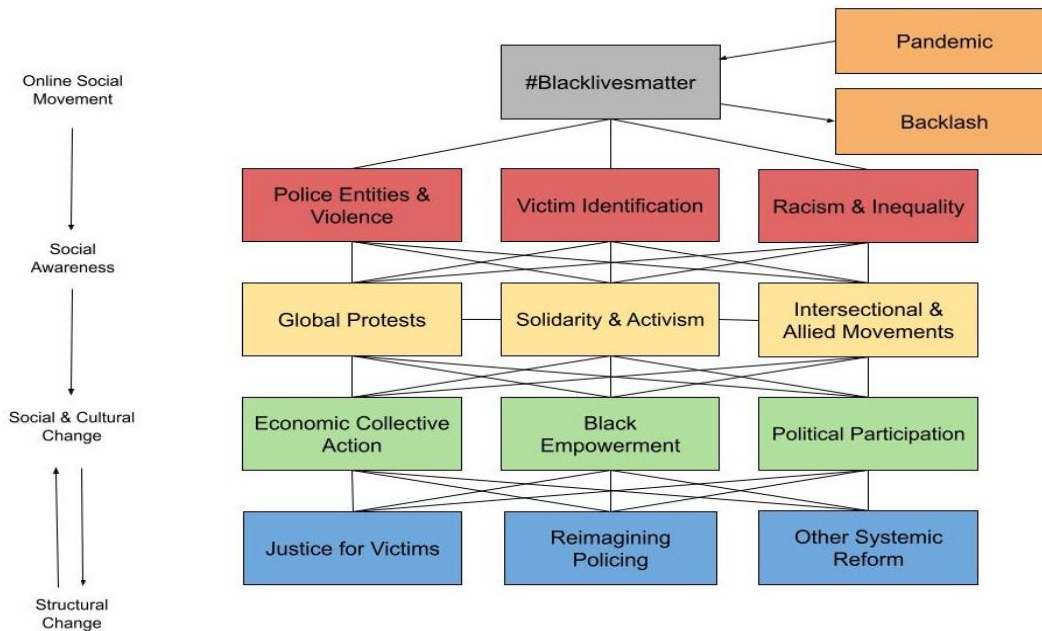 Pandemic
#Blacklivesmatter
Backlash
Online Social
Movement
Police Entities &
Violence
Victim Identification
Racism & Inequality
Social
Awareness
Global Protests
Solidarity & Activism
Intersectional &
Allied Movements
Social & Cultural
Change
Economic Collective
Action
Black
Empowerment
Political Participation
Justice for Victims
Reimagining
Policing
Other Systemic
Reform
Structural
Change